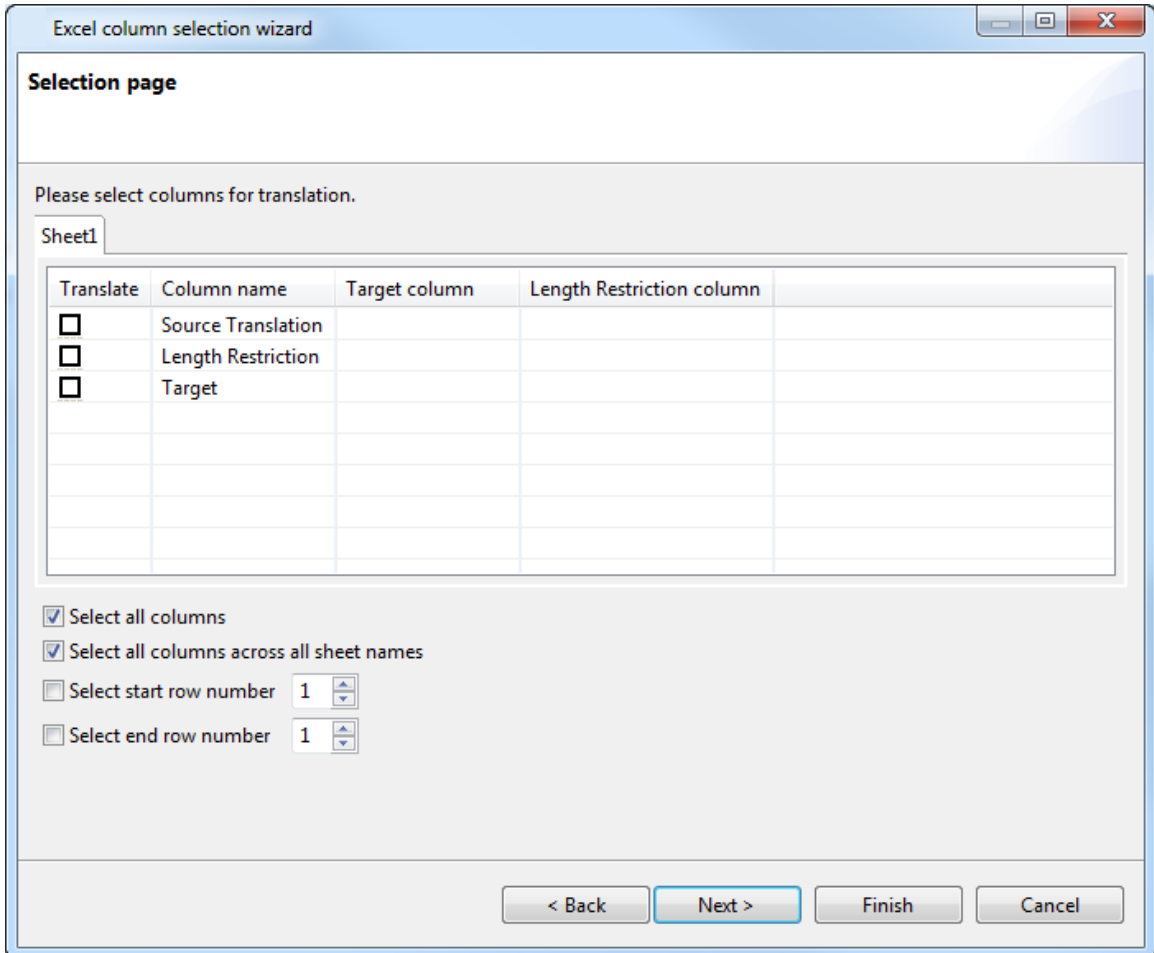 Excel column selection wizard
Selection page
Please select columns for translation.
Sheet1
Translate Column name Target column Length Restriction column
Source Translation
Length Restriction
Target
Select all columns
Select all columns across all sheet names
Select start row number 1
Select end row number 1
< Back Next > Finish Cancel